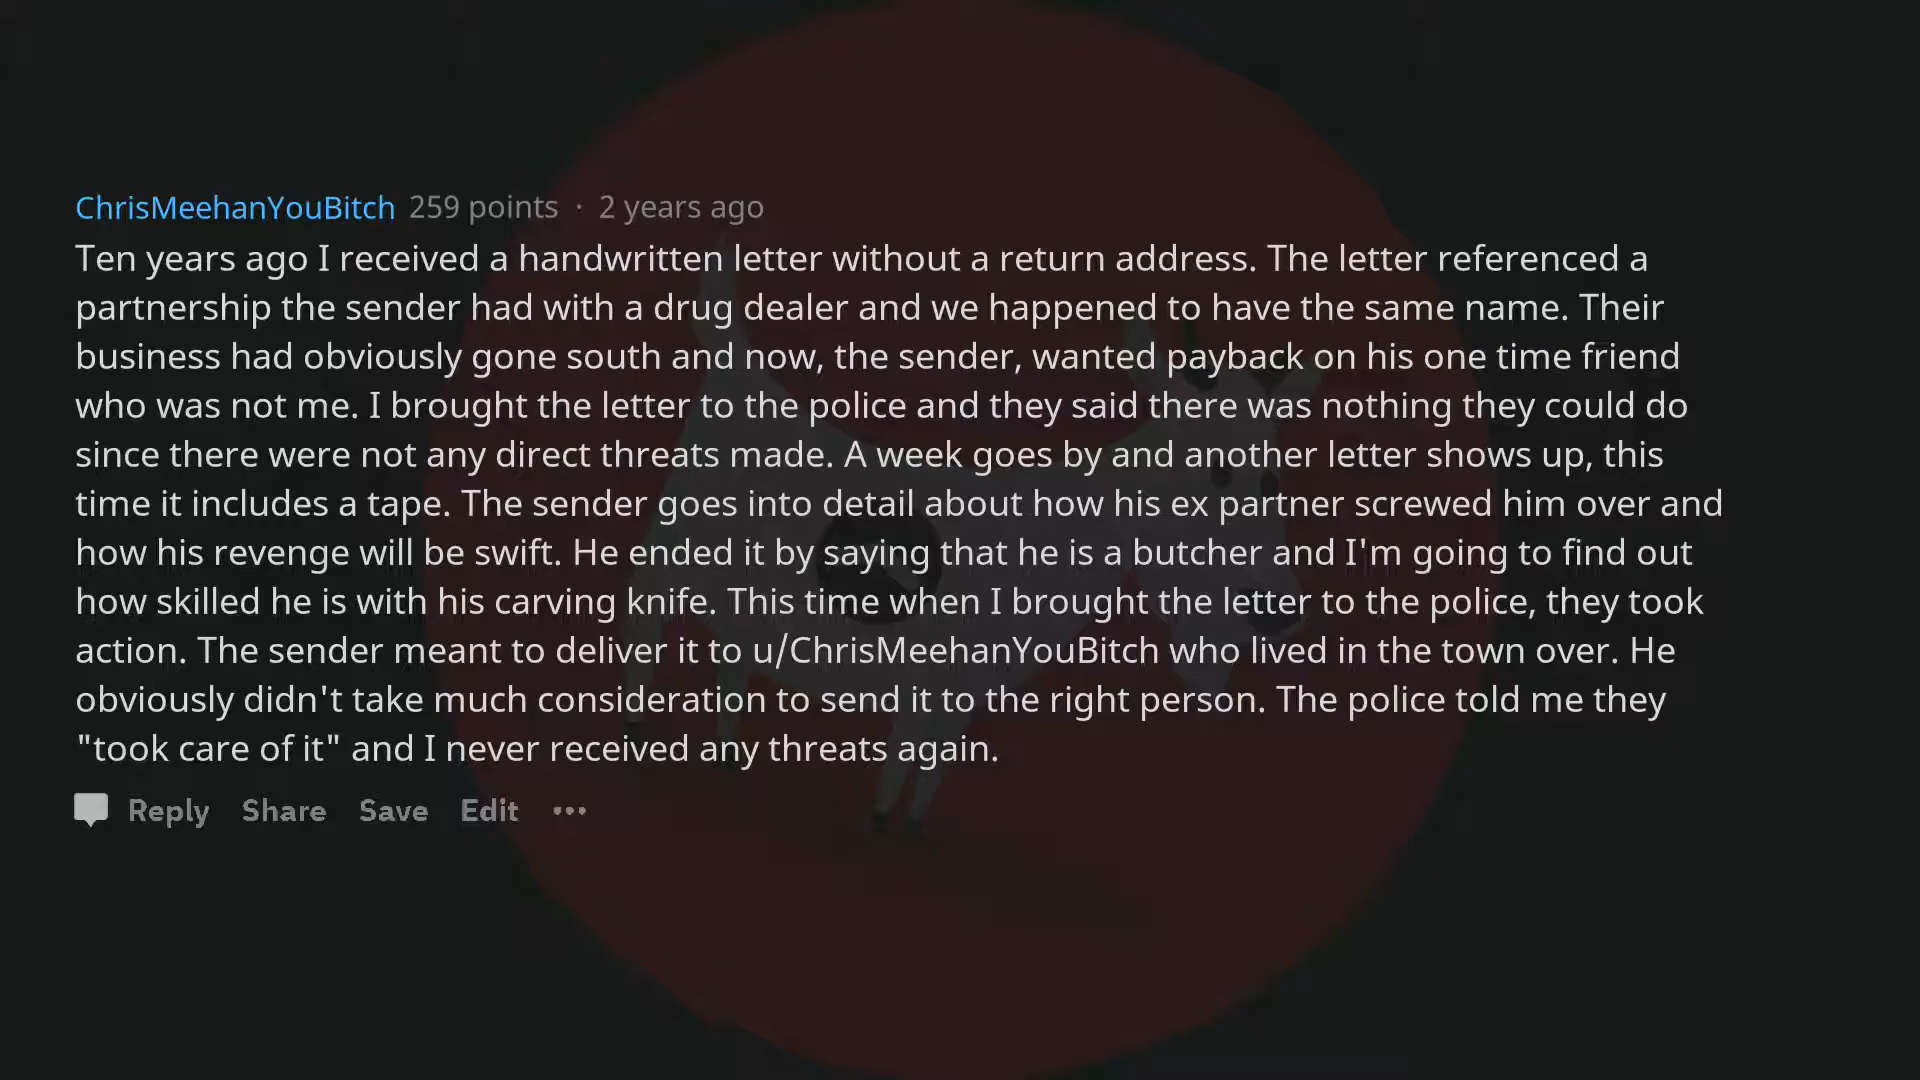 ChrisMeehanYouBitch 259 points · 2 years ago
Ten years ago I received a handwritten letter without a return address. The letter referenced a
partnership the sender had with a drug dealer and we happened to have the same name. Their
business had obviously gone south and now, the sender, wanted payback on his one time friend
who was not me. I brought the letter to the police and they said there was nothing they could do
since there were not any direct threats made. A week goes by and another letter shows up, this
time it includes a tape. The sender goes into detail about how his ex partner screwed him over and
how his revenge will be swift. He ended it by saying that he is a butcher and I'm going to find out
how skilled he is with his carving knife. This time when I brought the letter to the police, they took
action. The sender meant to deliver it to u/ChrisMeehanYouBitch who lived in the town over. He
obviously didn't take much consideration to send it to the right person. The police told me they
"took care of it" and I never received any threats again.
Reply Share Save Edit •••